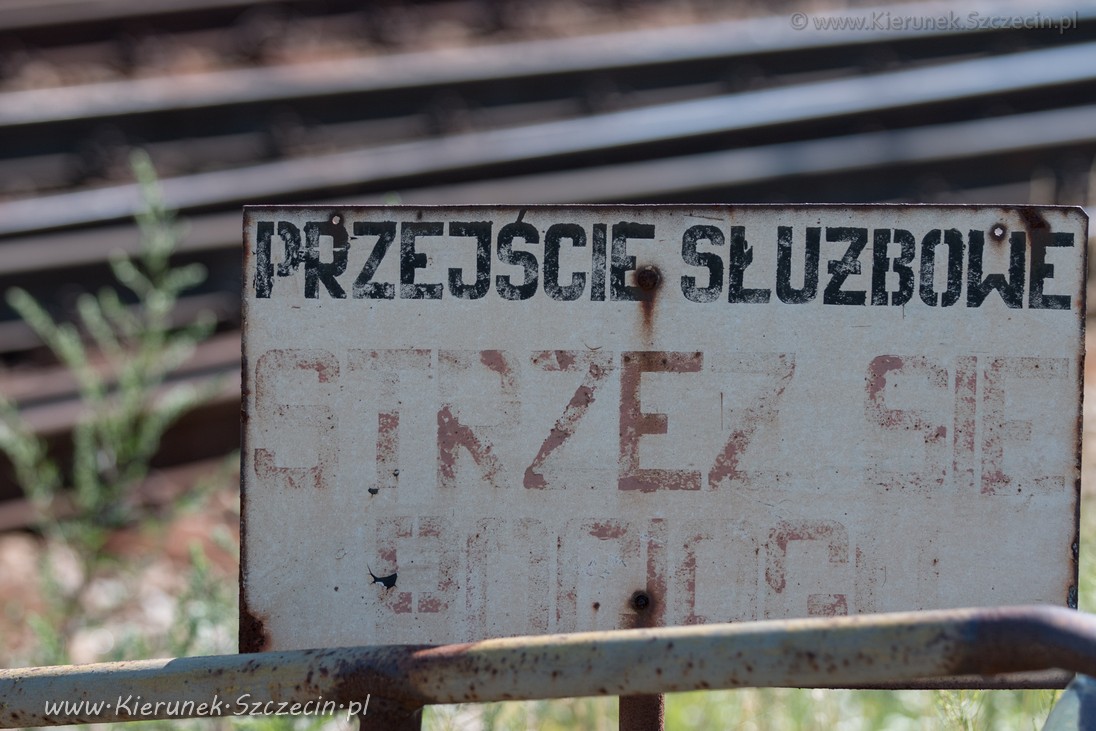 © www.Kierunek.Szczecin.pl
PRZEJŚCIE SŁUZBOWE
STRZEZ SIE
www.Kierunek.Szczecin.pl